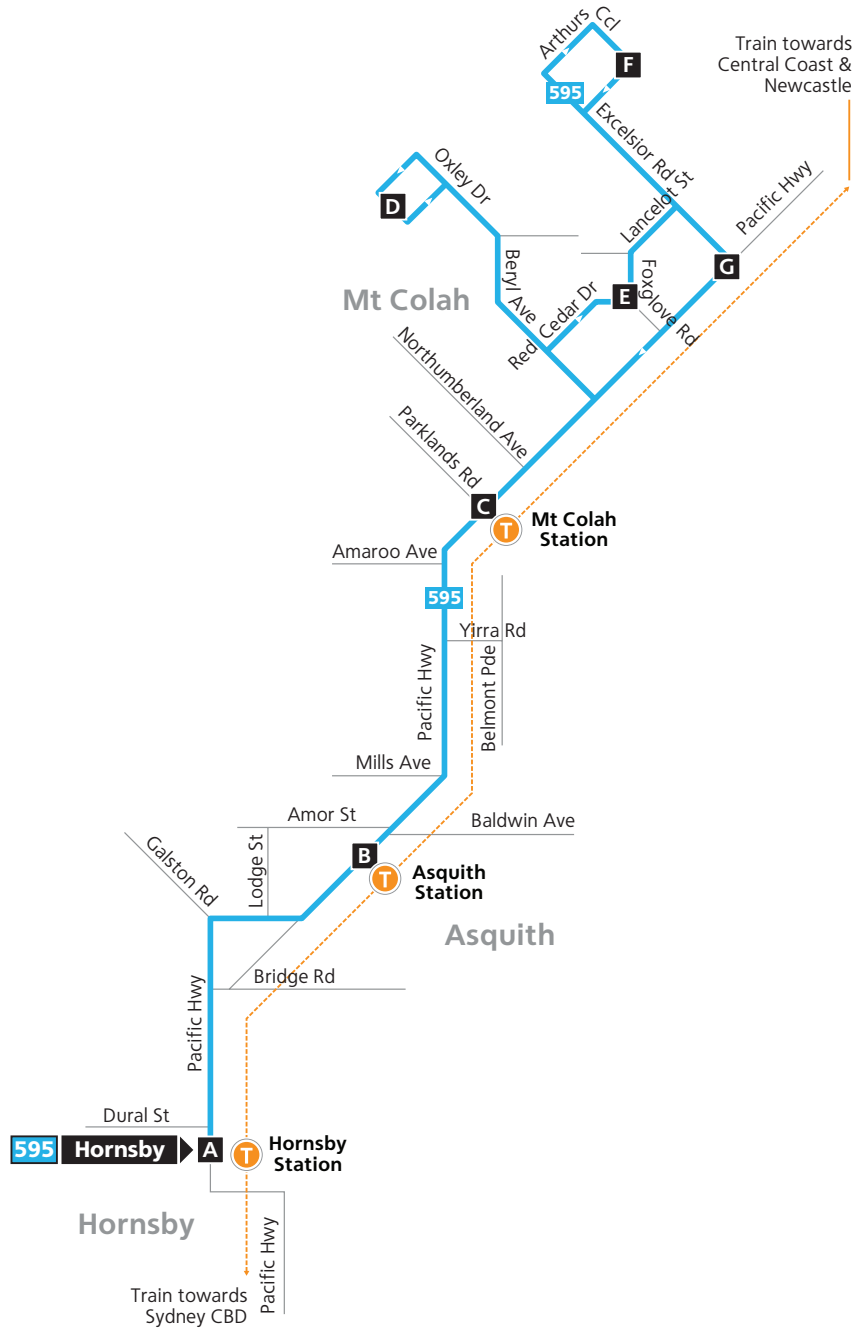 Arthurs Ccl
Train towards
Central Coast &
Newcastle
F
595
Excelsior Rd
Oxley Dr
Lancelot St
Pacific Hwy
D
G
Beryl Ave
Foxglove Rd
E
Mt Colah
Red Cedar Dr
Northumberland Ave
Parklands Rd
C
T
Mt Colah
Station
Amaroo Ave
595
Yirra Rd
Pacific Hwy
Belmont Pde
Mills Ave
Amor St
Baldwin Ave
Galston Rd
Lodge St
B
T
Asquith
Station
Asquith
Bridge Rd
Pacific Hwy
Dural St
595 Hornsby
A
T
Hornsby
Station
Hornsby
Pacific Hwy
Train towards
Sydney CBD